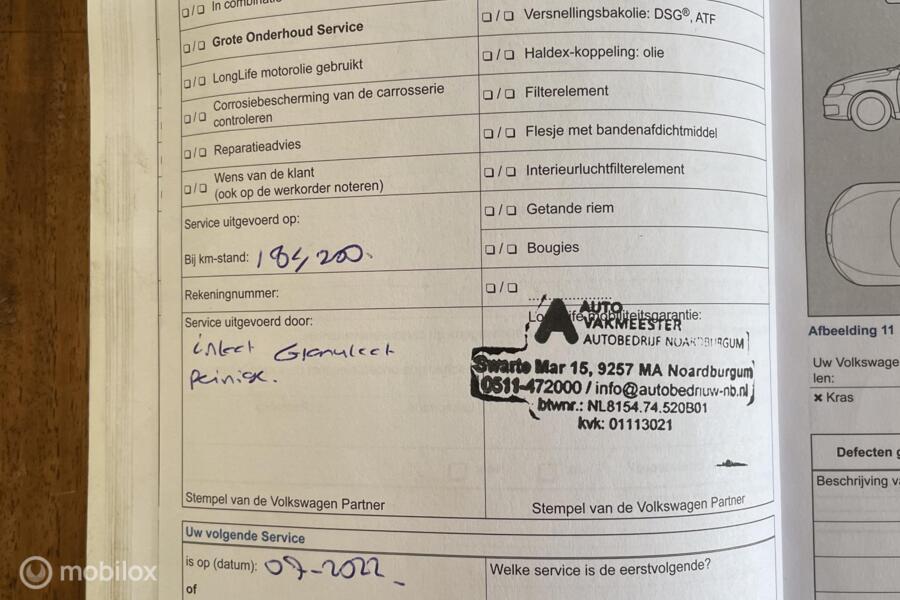 In combinatie
Grote Onderhoud Service
LongLife motorolie gebruikt
Corrosiebescherming van de carrosserie
controleren
Reparatieadvies
Wens van de klant
(ook op de werkorder noteren)
Service uitgevoerd op:
Bij km-stand:
Rekeningnummer:
Service uitgevoerd door:
inlaat
Stempel van de Volkswagen Partner
Versnellingsbakolie: DSG®, ATF
Haldex-koppeling: olie
Filterelement
Flesje met bandenafdichtmiddel
Interieurluchtfilterelement
Getande riem
Bougies
mobiliteitsgarantie:
AUTO
VAKMEESTER
AUTOBEDRIJF NOARDBURGUM
Swarte Mar 15, 9257 MA Noardburgum
0511-472000 / info@autobedrijf-nb.nl
btwnr.: NL8154.74.520B01
kvk: 01113021
Stempel van de Volkswagen Partner
Uw volgende Service
is op (datum): 07-2022
of
Welke service is de eerstvolgende?
Afbeelding 11
Uw Volkswage
len:
× Kras
Defecten g
Beschrijving va
mobilox